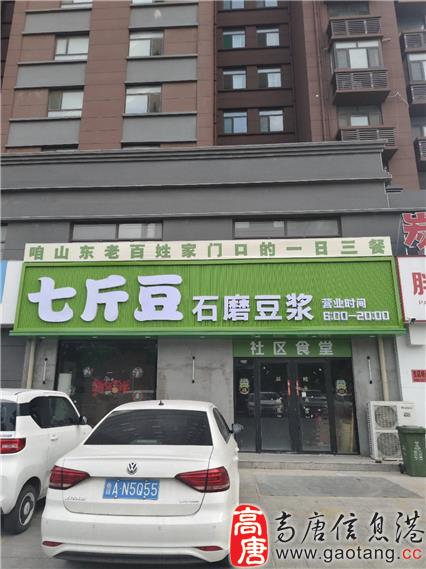 咱山东老百姓家门口的一日三餐
七斤豆 石磨豆浆
营业时间
6:00-20:00
社区食堂
鲁A·N5Q55
高唐
高唐信息港
www.gaotang.cc